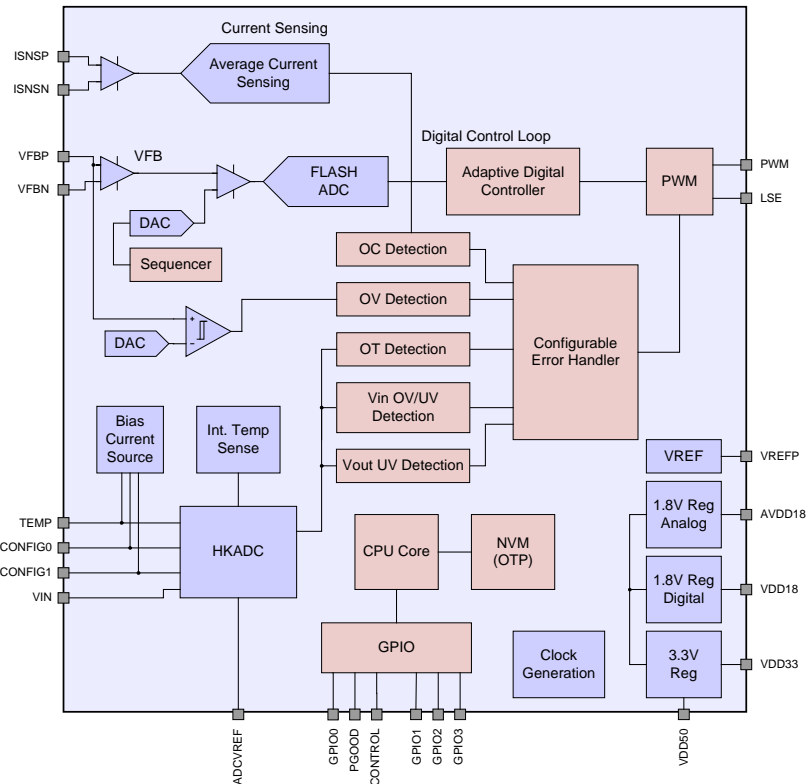 Current Sensing
ISNSP
ISNSN
Average Current
Sensing
VFBP
VFBN
VFB
FLASH
ADC
Digital Control Loop
Adaptive Digital
Controller
PWM
PWM
LSE
DAC
Sequencer
OC Detection
OV Detection
+
-
DAC
OT Detection
Configurable
Error Handler
Vin OV/UV
Detection
Vout UV Detection
Bias
Current
Source
Int. Temp
Sense
VREF
VREFP
TEMP
CONFIG0
CONFIG1
VIN
HKADC
CPU Core
NVM
(OTP)
1.8V Reg
Analog
AVDD18
1.8V Reg
Digital
VDD18
GPIO
Clock
Generation
3.3V
Reg
VDD33
ADCVREF
GPIO0
PGOOD
CONTROL
GPIO1
GPIO2
GPIO3
VDD50